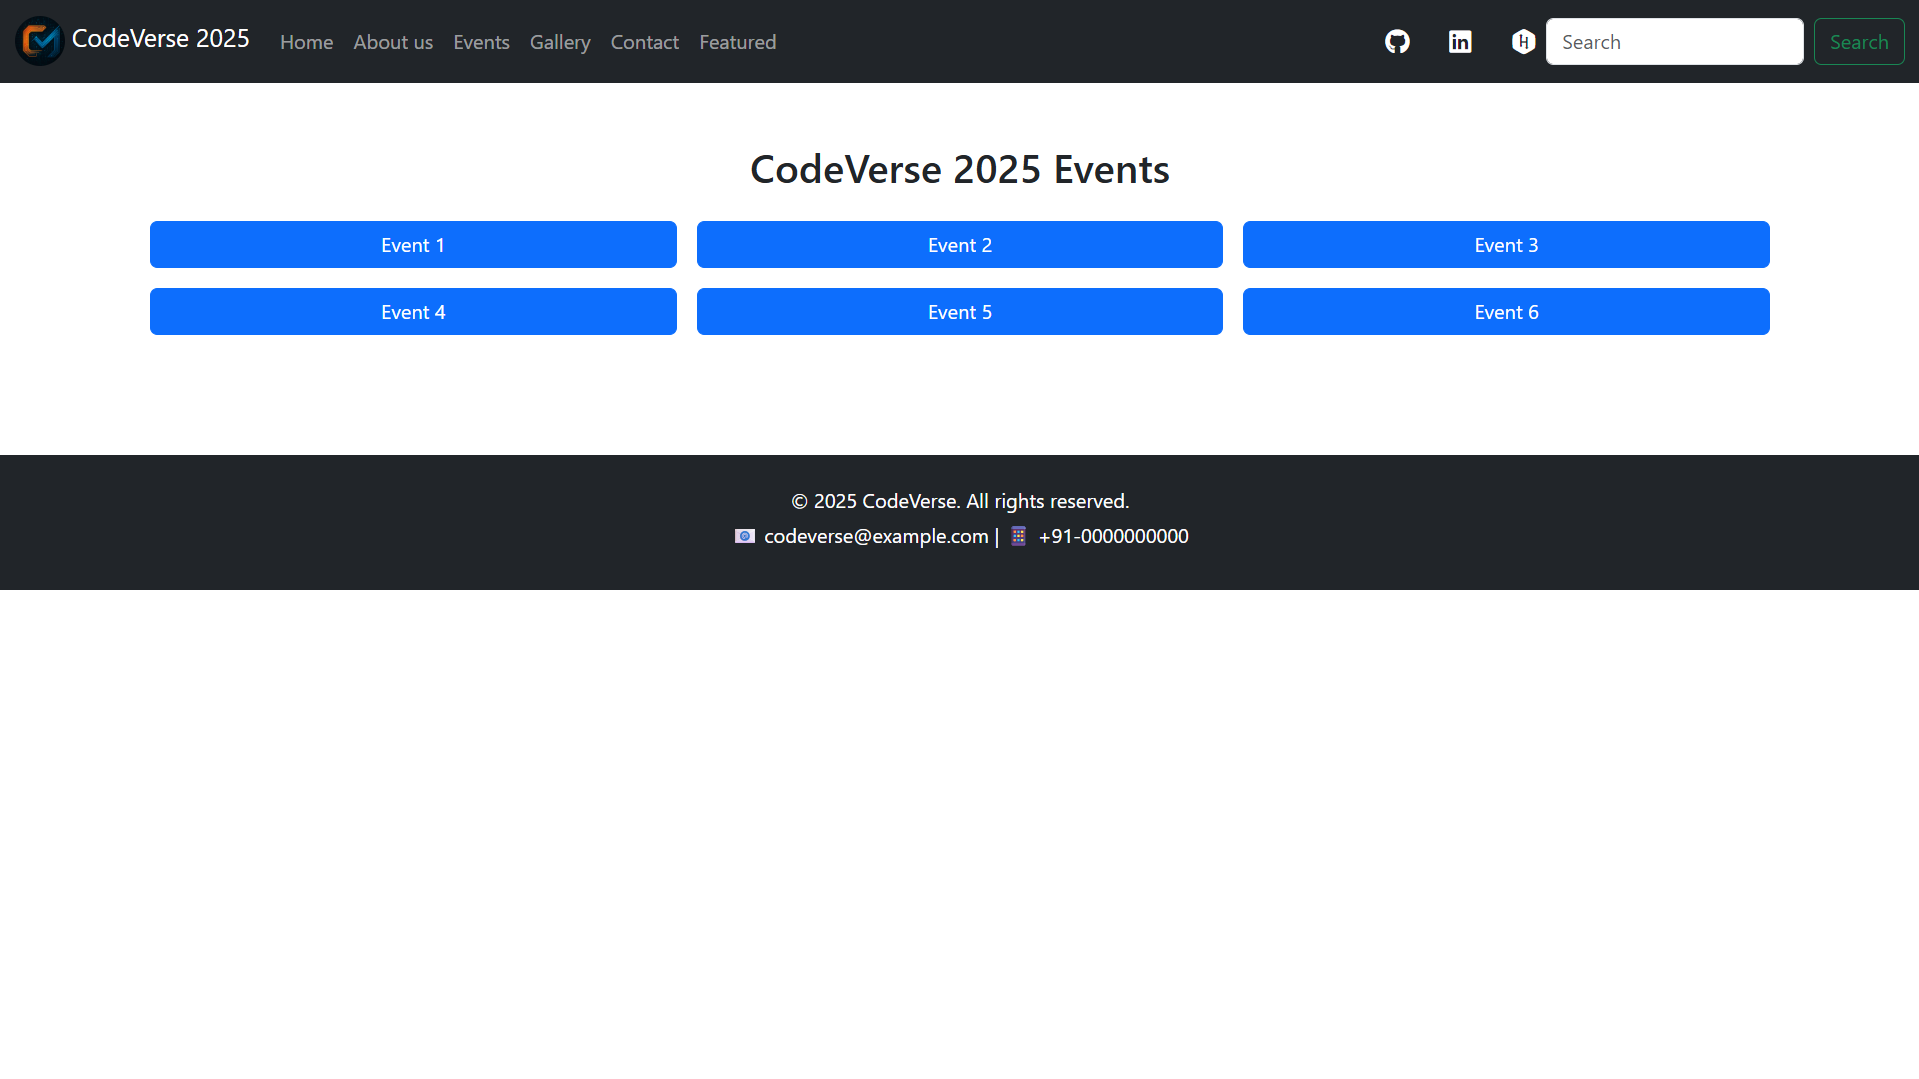 CodeVerse 2025
Home About us Events Gallery Contact Featured
in
H
Search
Search
CodeVerse 2025 Events
Event 1 Event 2 Event 3
Event 4 Event 5 Event 6
© 2025 CodeVerse. All rights reserved.
codeverse@example.com | +91-0000000000